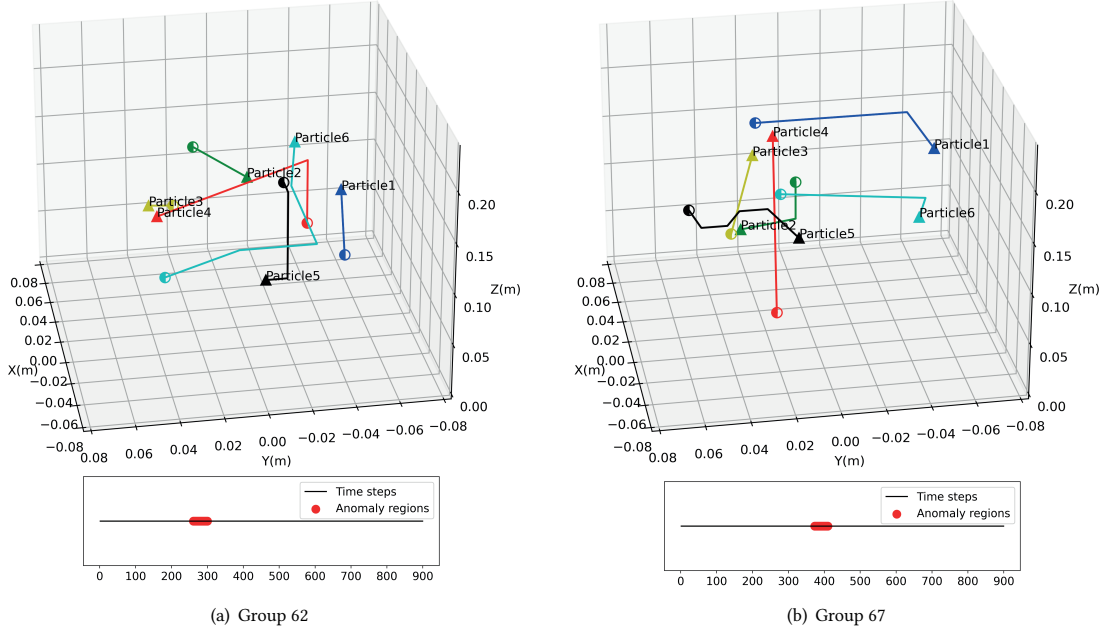 Particle6
Particle2
Particle1
Particle3
Particle4
Particle5
0.20
0.15
Z(m)
0.10
0.05
0.00
0.08
0.06
0.04
0.02
0.00
X(m)
−0.02
−0.04
−0.06
−0.08
0.08
0.06
0.04
0.02
0.00
−0.02
−0.04
−0.06
−0.08
Y(m)
Time steps
Anomaly regions
0 100 200 300 400 500 600 700 800 900
(a) Group 62
Particle4
Particle1
Particle3
Particle6
Particle2
Particle5
0.20
0.15
Z(m)
0.10
0.05
0.00
0.08
0.06
0.04
0.02
0.00
X(m)
−0.02
−0.04
−0.06
−0.08
0.08
0.06
0.04
0.02
0.00
−0.02
−0.04
−0.06
−0.08
Y(m)
Time steps
Anomaly regions
0 100 200 300 400 500 600 700 800 900
(b) Group 67